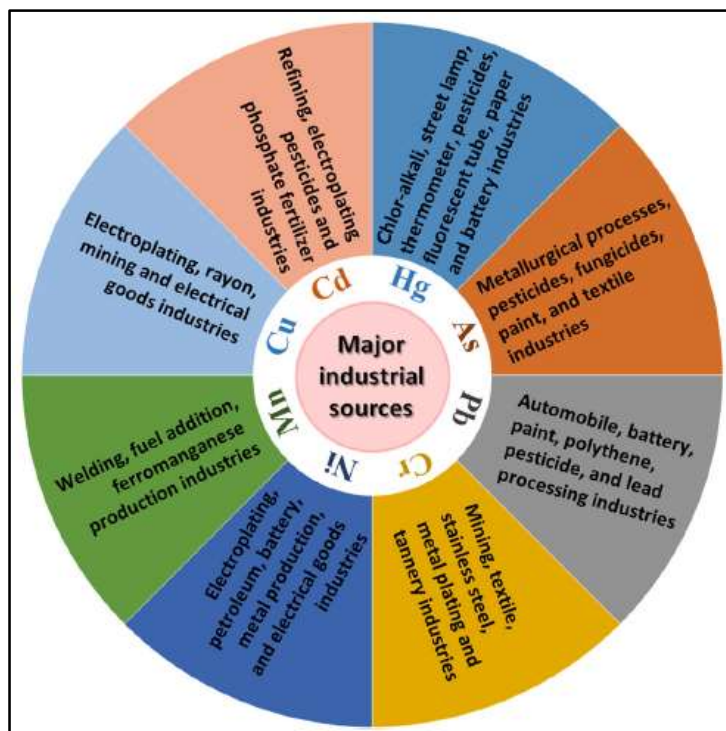 Major
industrial
sources
Hg
Chlor-alkali, street lamp,
thermometer, pesticides,
fluorescent tube, paper
and battery industries
As
Metallurgical processes,
pesticides, fungicides,
paint, and textile
industries
Pb
Automobile, battery,
paint, polythene,
pesticide, and lead
processing industries
Cr
Mining, textile,
stainless steel,
metal plating and
tannery industries
Ni
Electroplating,
petroleum, battery,
metal production,
and electrical goods
industries
Mn
Welding, fuel addition,
ferromanganese
production industries
Cu
Electroplating, rayon,
mining and electrical
goods industries
Cd
Refining, electroplating
pesticides and
phosphate fertilizer
industries